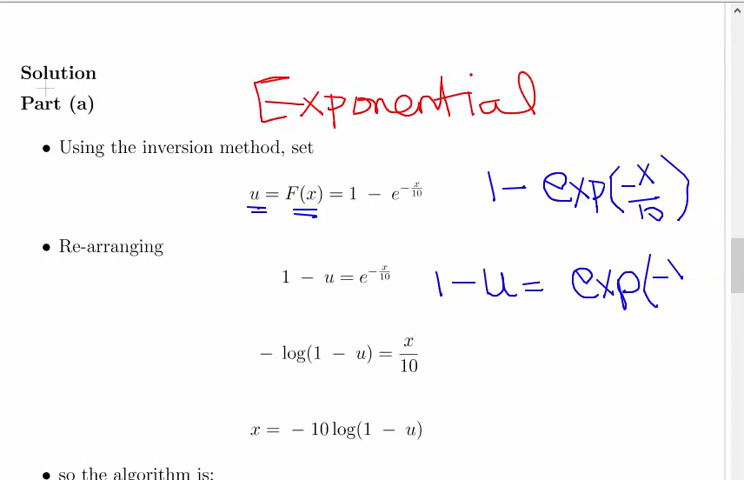 Solution
Exponential
Part (a)
• Using the inversion method, set
u = F(x) = 1 − e^{−x/10}
1 - exp(-x/10)
• Re-arranging
1 − u = e^{−x/10}
1-u= exp(-
− log(1 − u) = x/10
x = − 10 log(1 − u)
• so the algorithm is: